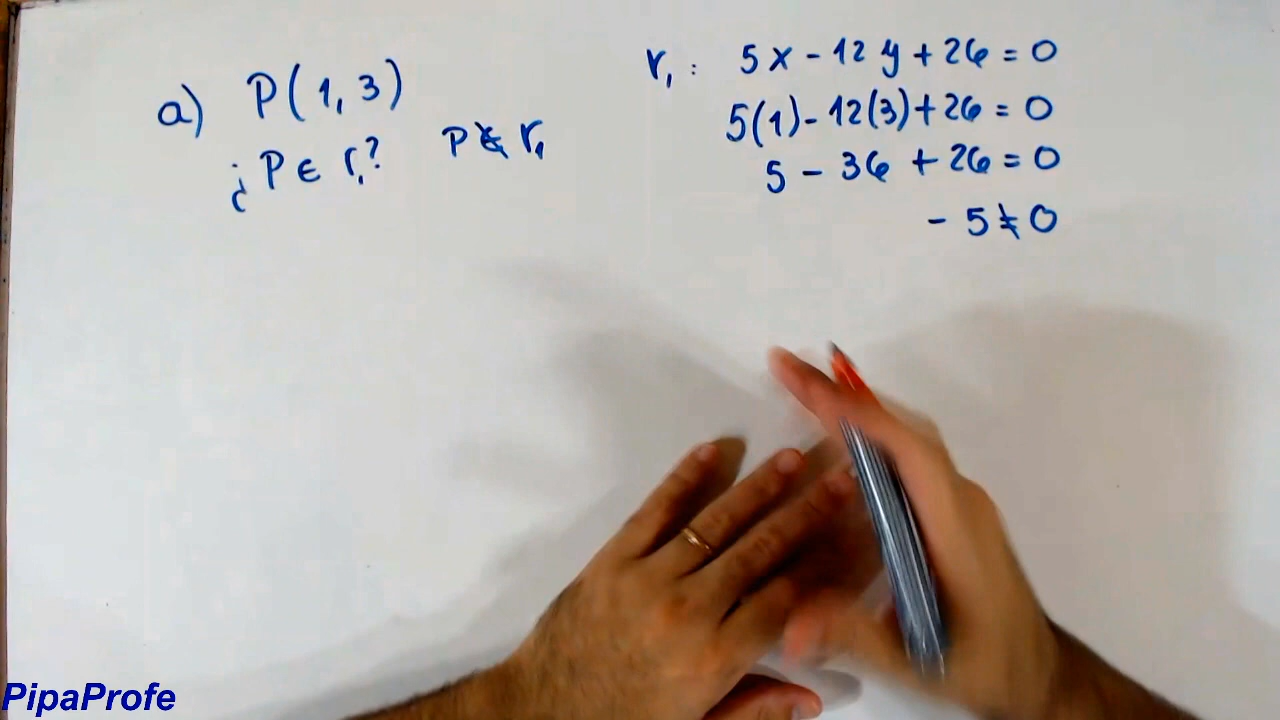 a) P(1,3)
¿P∈ r₁? P∉ r₁
r₁: 5x-12y+26=0
5(1)-12(3)+26=0
5-36+26=0
-5≠0
PipaProfe